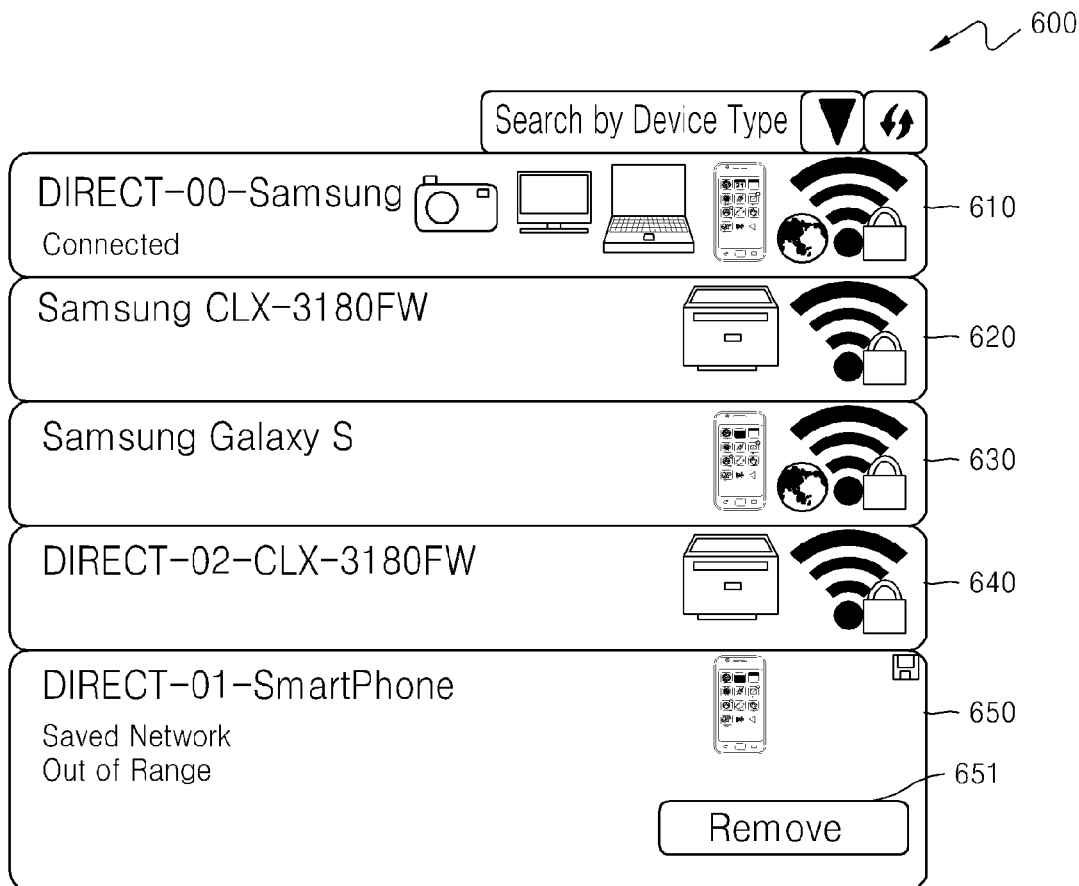 600
Search by Device Type
DIRECT-00-Samsung
Connected
610
Samsung CLX-3180FW
620
Samsung Galaxy S
630
DIRECT-02-CLX-3180FW
640
DIRECT-01-SmartPhone
Saved Network
Out of Range
650
651
Remove